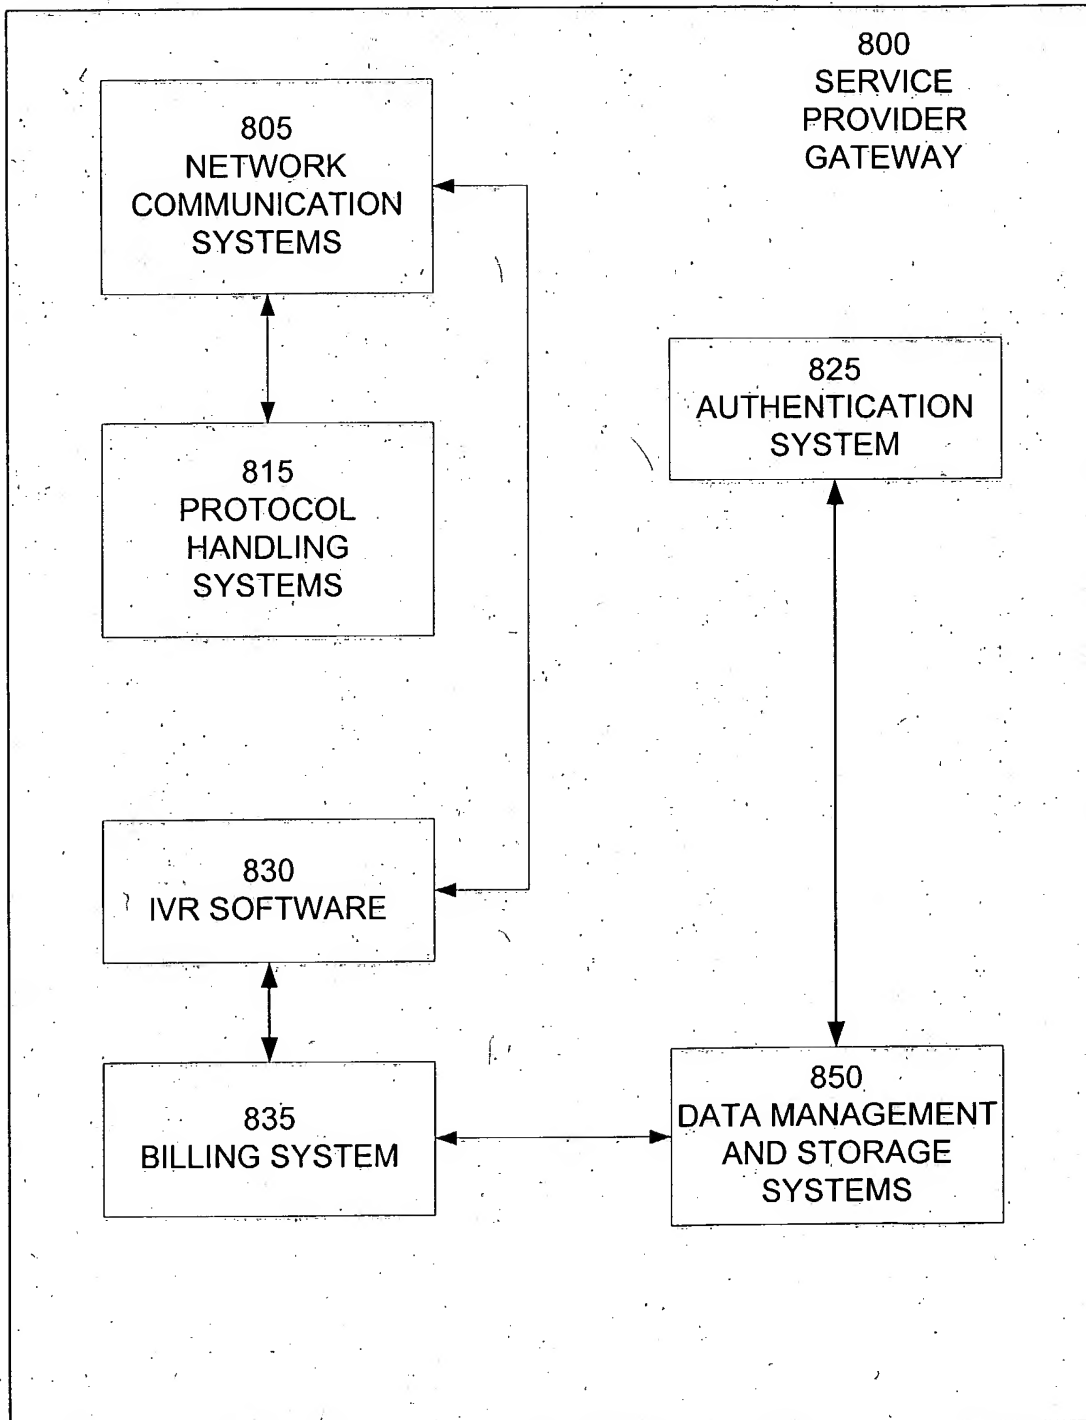 800
SERVICE
PROVIDER
GATEWAY
805
NETWORK
COMMUNICATION
SYSTEMS
825
AUTHENTICATION
SYSTEM
815
PROTOCOL
HANDLING
SYSTEMS
830
IVR SOFTWARE
835
BILLING SYSTEM
850
DATA MANAGEMENT
AND STORAGE
SYSTEMS